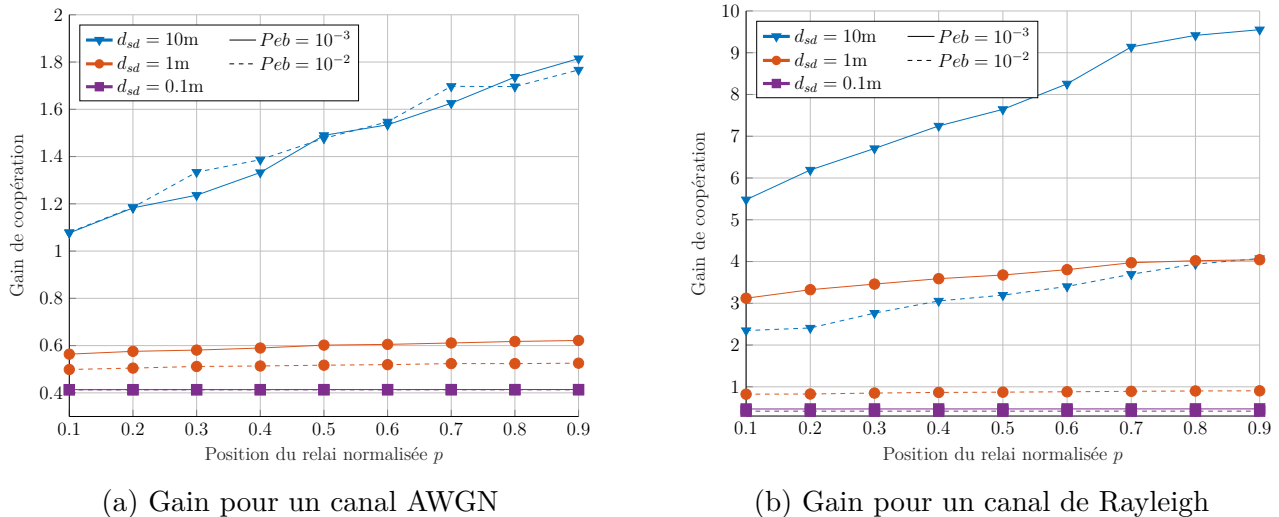 2
1.8
1.6
1.4
1.2
1
0.8
0.6
0.4
0.1 0.2 0.3 0.4 0.5 0.6 0.7 0.8 0.9
Gain de coopération
Position du relai normalisée p
d_sd = 10m Peb = 10^-3
d_sd = 1m Peb = 10^-2
d_sd = 0.1m
(a) Gain pour un canal AWGN
10
9
8
7
6
5
4
3
2
1
0.1 0.2 0.3 0.4 0.5 0.6 0.7 0.8 0.9
Gain de coopération
Position du relai normalisée p
d_sd = 10m Peb = 10^-3
d_sd = 1m Peb = 10^-2
d_sd = 0.1m
(b) Gain pour un canal de Rayleigh